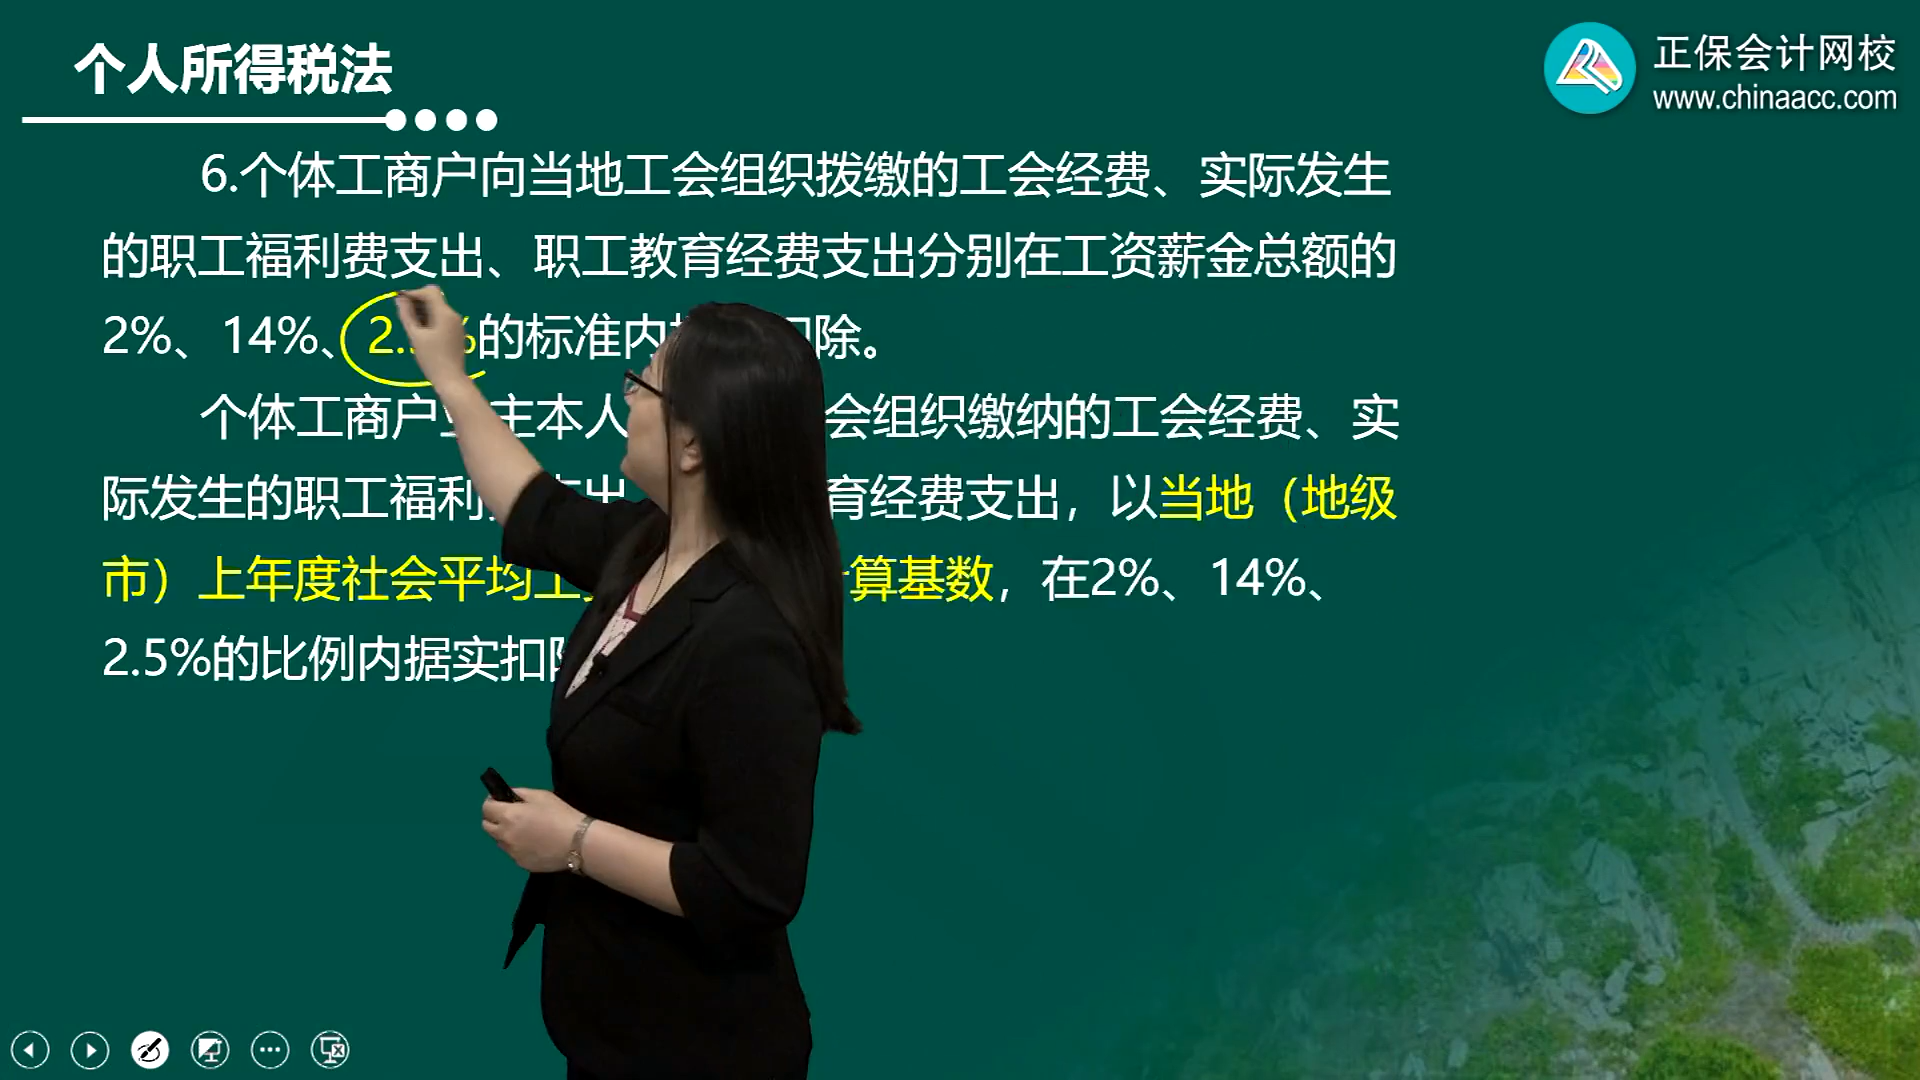 个人所得税法
正保会计网校
www.chinaacc.com
6.个体工商户向当地工会组织拨缴的工会经费、实际发生
的职工福利费支出、职工教育经费支出分别在工资薪金总额的
2%、14%、2.5%的标准内 除。
个体工商户 主本人 会组织缴纳的工会经费、实
际发生的职工福利 支出 育经费支出，以当地（地级
市）上年度社会平均工 算基数，在2%、14%、
2.5%的比例内据实扣